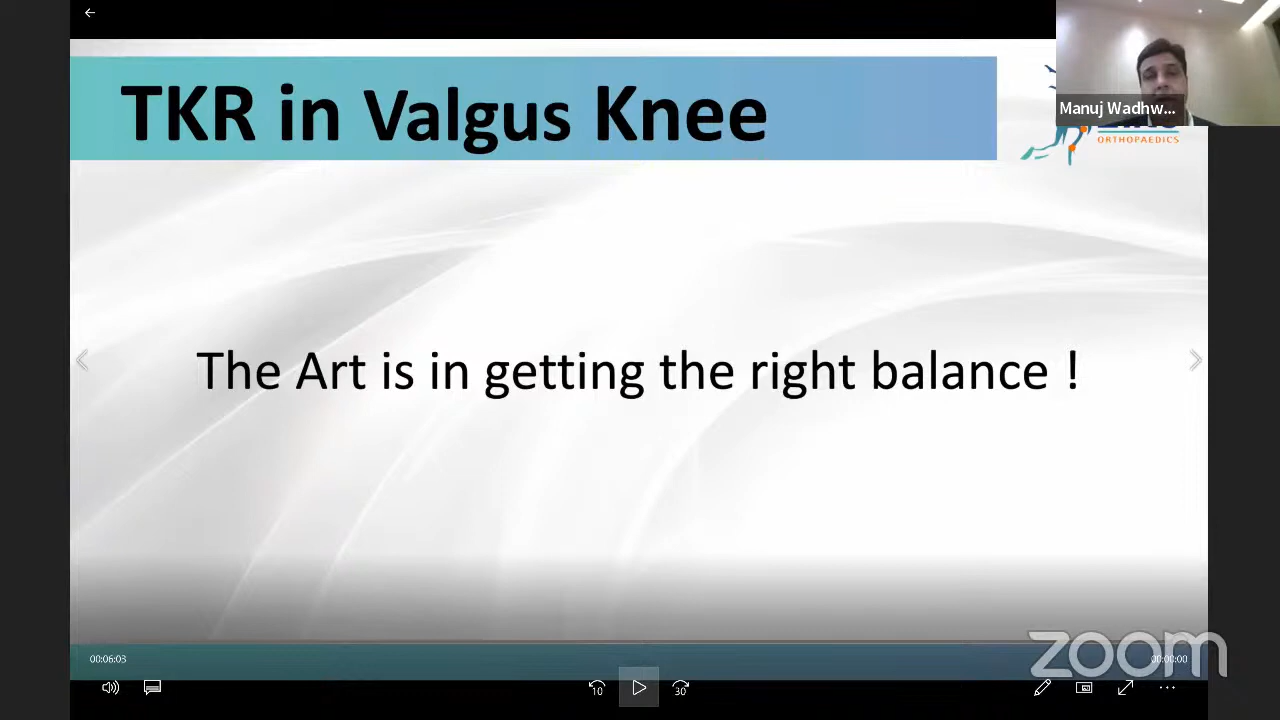 TKR in Valgus Knee
Manuj Wadhw...
ORTHOPAEDICS
The Art is in getting the right balance !
00:06:03
00:00:00
zoom
10
30